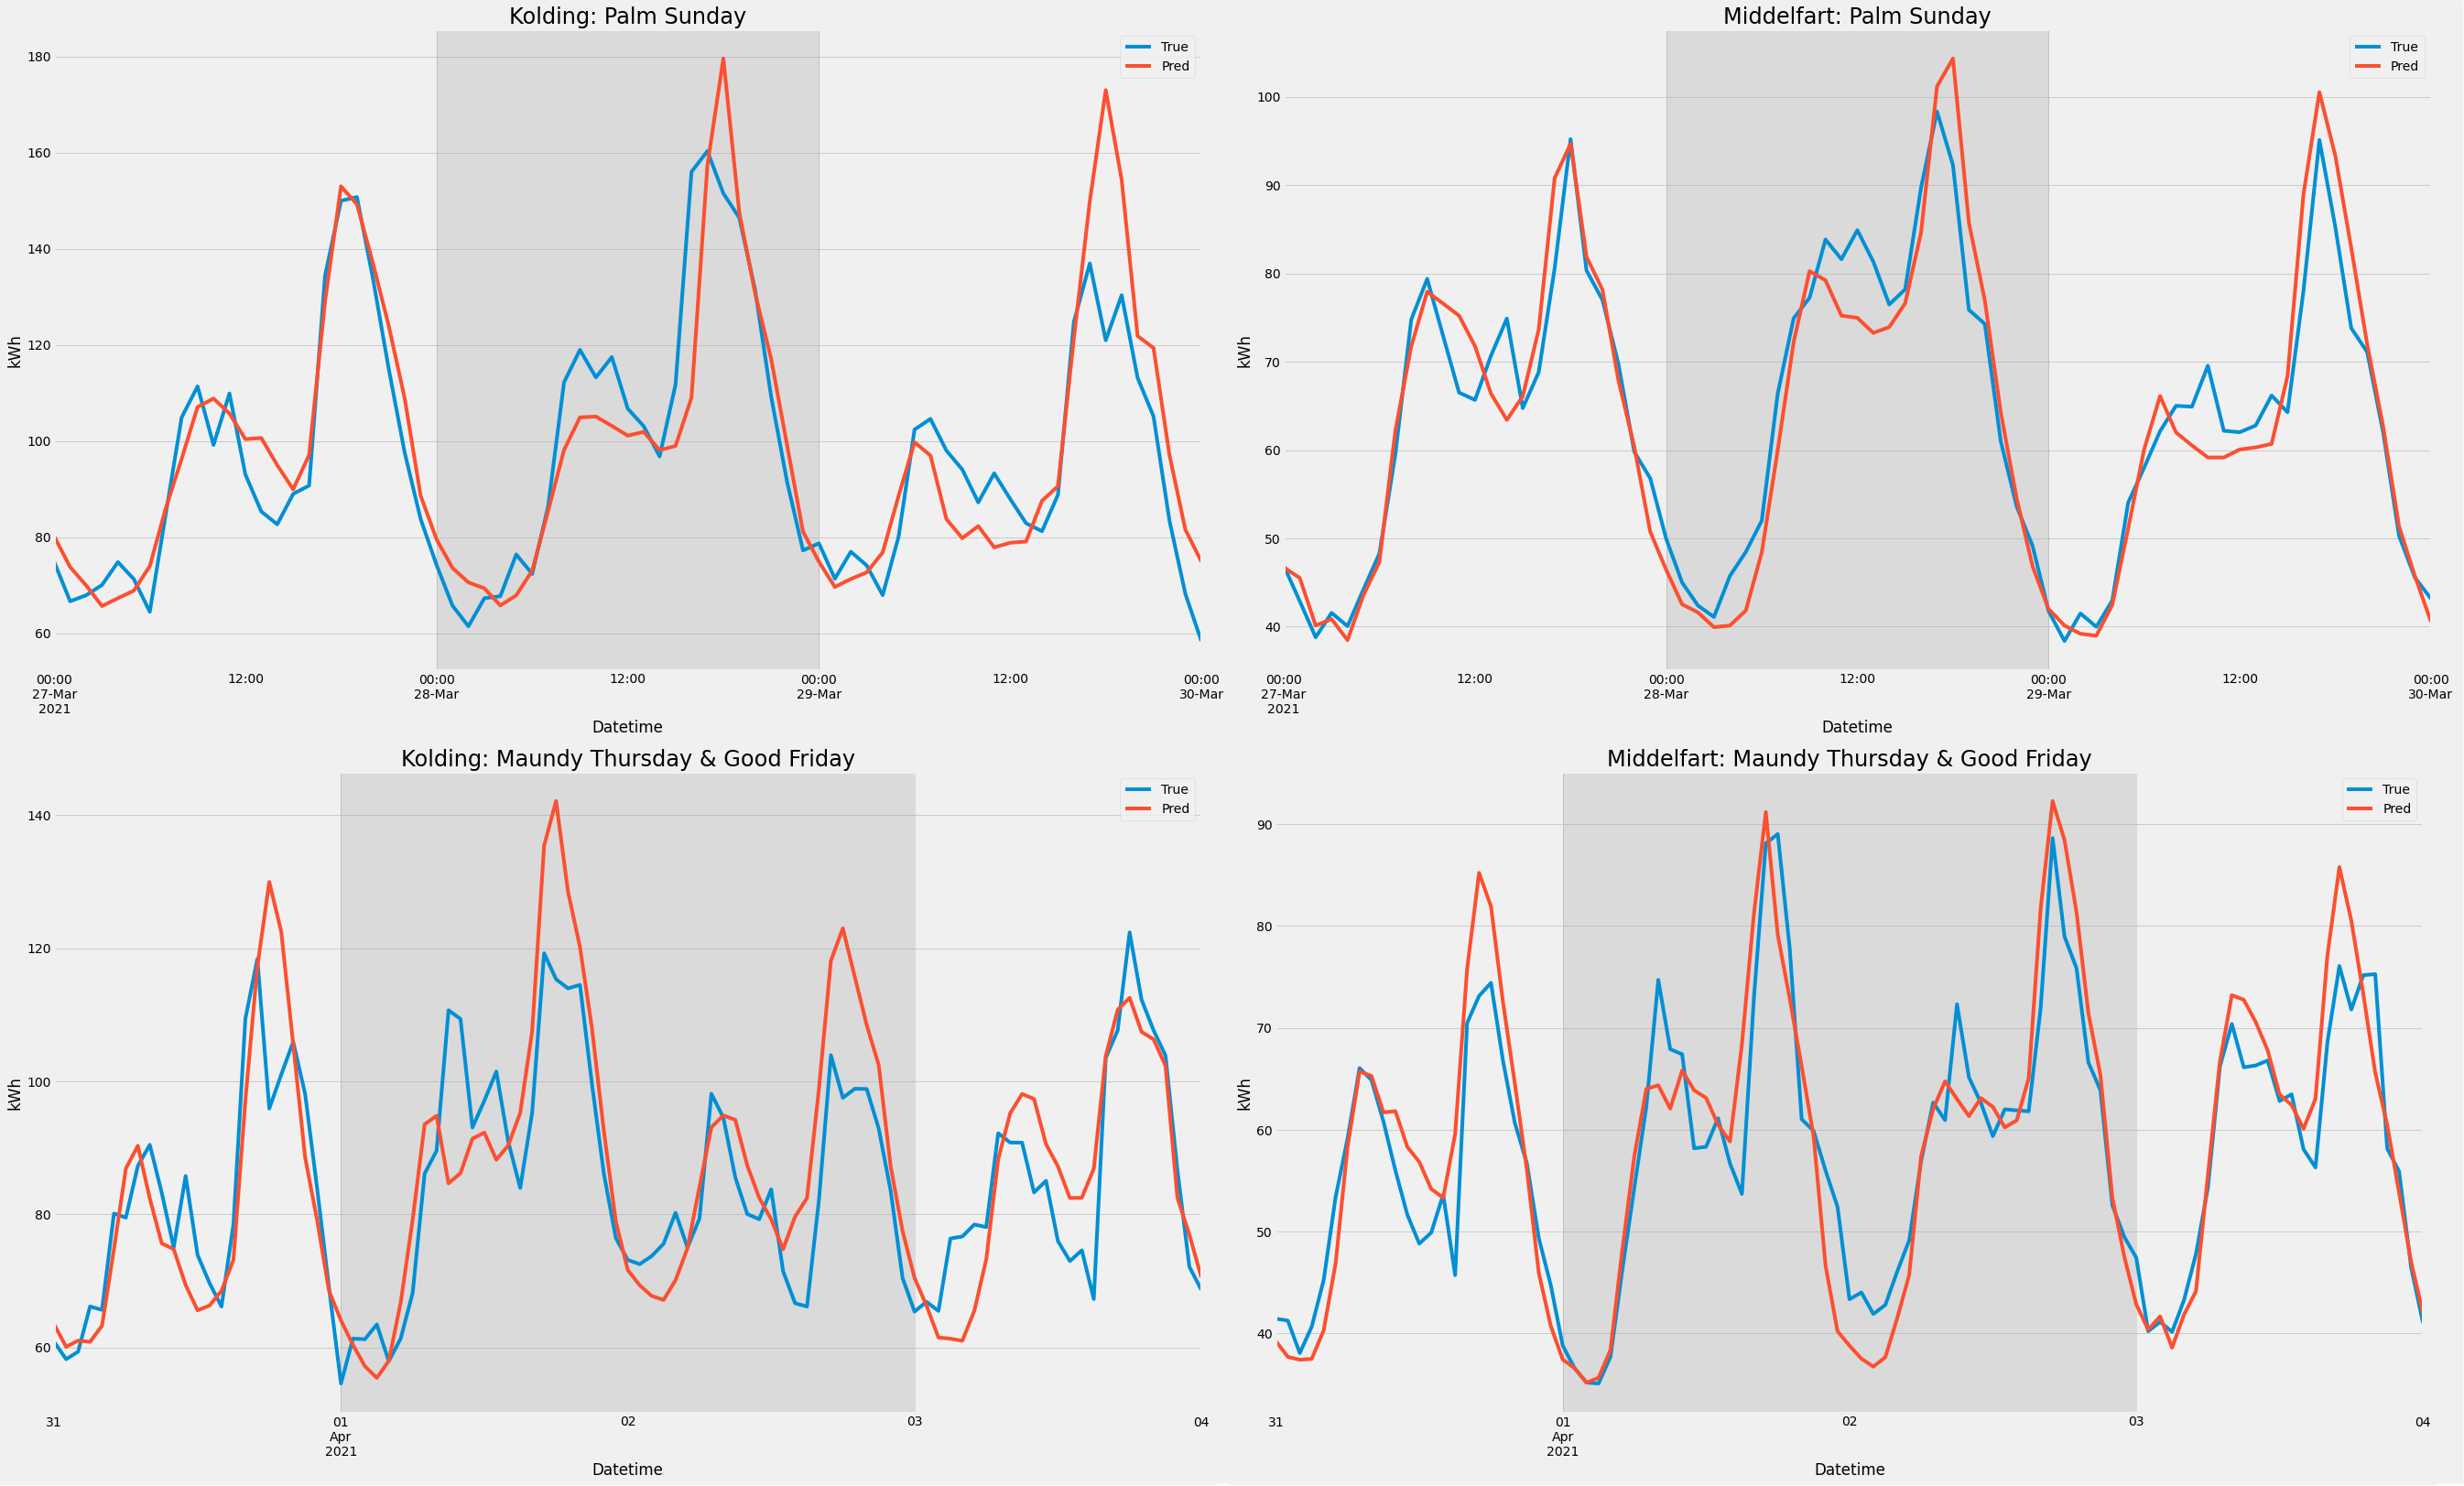 Kolding: Palm Sunday
True
Pred
180
160
140
120
100
80
60
kWh
00:00 12:00 00:00 12:00 00:00 12:00 00:00
27-Mar 28-Mar 29-Mar 30-Mar
2021
Datetime
Middelfart: Palm Sunday
True
Pred
100
90
80
70
60
50
40
kWh
00:00 12:00 00:00 12:00 00:00 12:00 00:00
27-Mar 28-Mar 29-Mar 30-Mar
2021
Datetime
Kolding: Maundy Thursday & Good Friday
True
Pred
140
120
100
80
60
kWh
31 01 02 03 04
Apr
2021
Datetime
Middelfart: Maundy Thursday & Good Friday
True
Pred
90
80
70
60
50
40
kWh
31 01 02 03 04
Apr
2021
Datetime